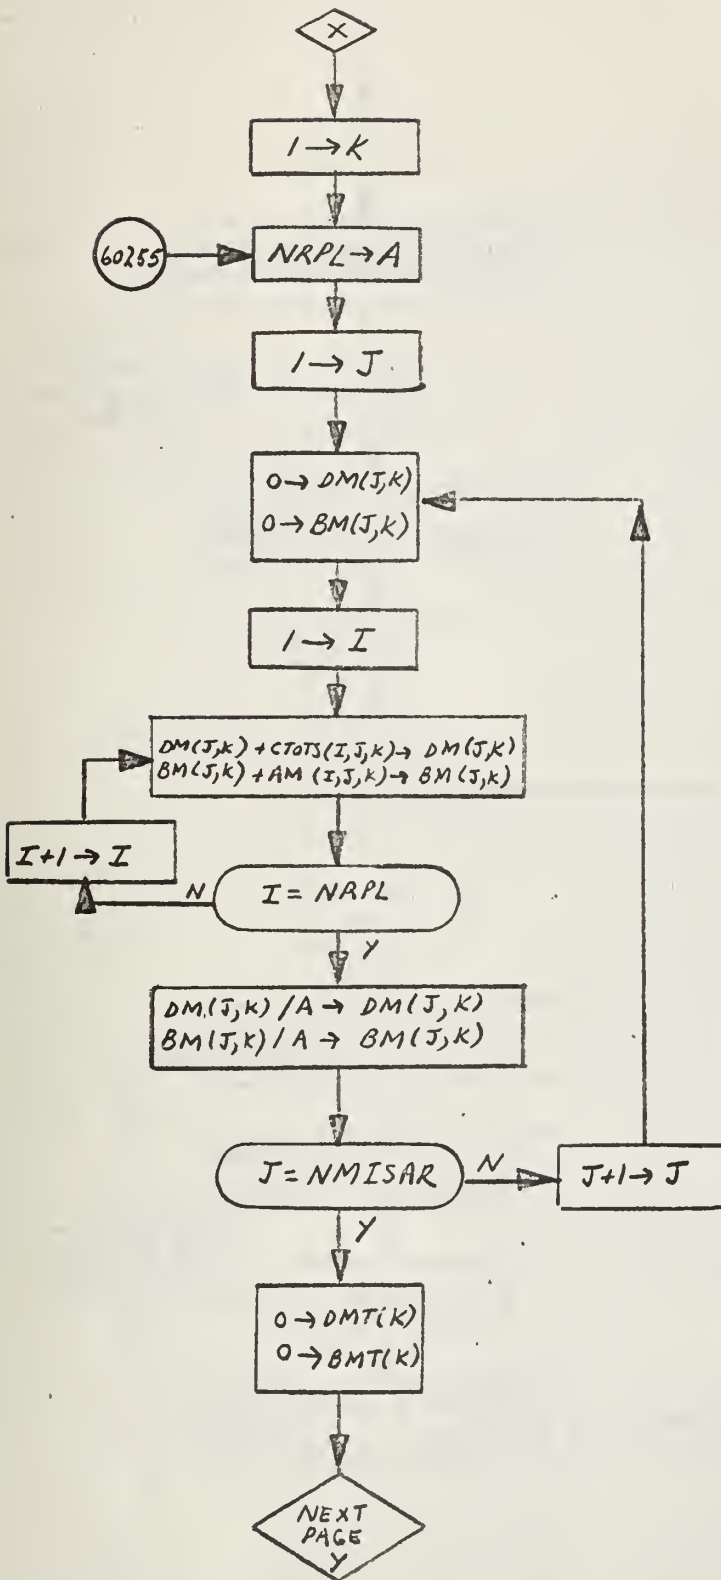 X
1 → K
60255
NRPL → A
1 → J
0 → DM(J,K)
0 → BM(J,K)
1 → I
DM(J,K) + CTOTS(I,J,K) → DM(J,K)
BM(J,K) + AM(I,J,K) → BM(J,K)
I+1 → I
N
I = NRPL
Y
DM(J,K)/A → DM(J,K)
BM(J,K)/A → BM(J,K)
J = NMISAR
N
J+1 → J
Y
0 → DMT(K)
0 → BMT(K)
NEXT
PAGE
Y